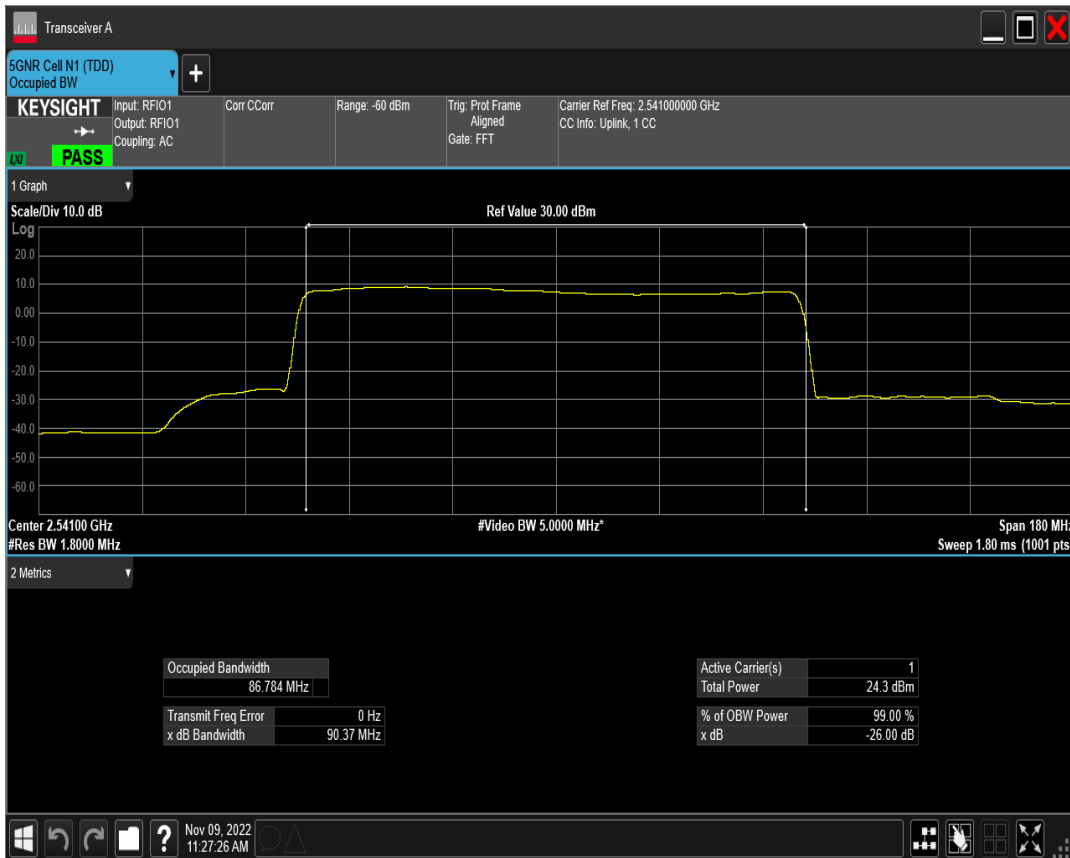 Transceiver A
5GNR Cell N1 (TDD)
Occupied BW
+
KEYSIGHT
LXI
PASS
Input: RFIO1
Output: RFIO1
Coupling: AC
Corr CCorr
Range: -60 dBm
Trig: Prot Frame
Aligned
Gate: FFT
Carrier Ref Freq: 2.541000000 GHz
CC Info: Uplink, 1 CC
1 Graph
Scale/Div 10.0 dB
Ref Value 30.00 dBm
Log
20.0
10.0
0.00
-10.0
-20.0
-30.0
-40.0
-50.0
-60.0
Center 2.54100 GHz
#Video BW 5.0000 MHz*
Span 180 MHz
#Res BW 1.8000 MHz
Sweep 1.80 ms (1001 pts
2 Metrics
Occupied Bandwidth
86.784 MHz
Transmit Freq Error 0 Hz
x dB Bandwidth 90.37 MHz
Active Carrier(s) 1
Total Power 24.3 dBm
% of OBW Power 99.00 %
x dB -26.00 dB
?
Nov 09, 2022
11:27:26 AM